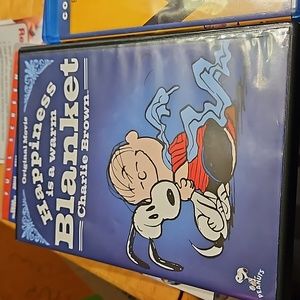 Original Movie
Happiness
is a warm
Blanket
Charlie Brown
PEANUTS